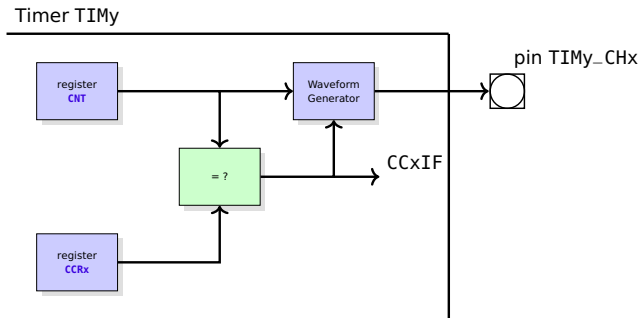 Timer TIMy
pin TIMy_CHx
register
CNT
Waveform
Generator
= ?
CCxIF
register
CCRx